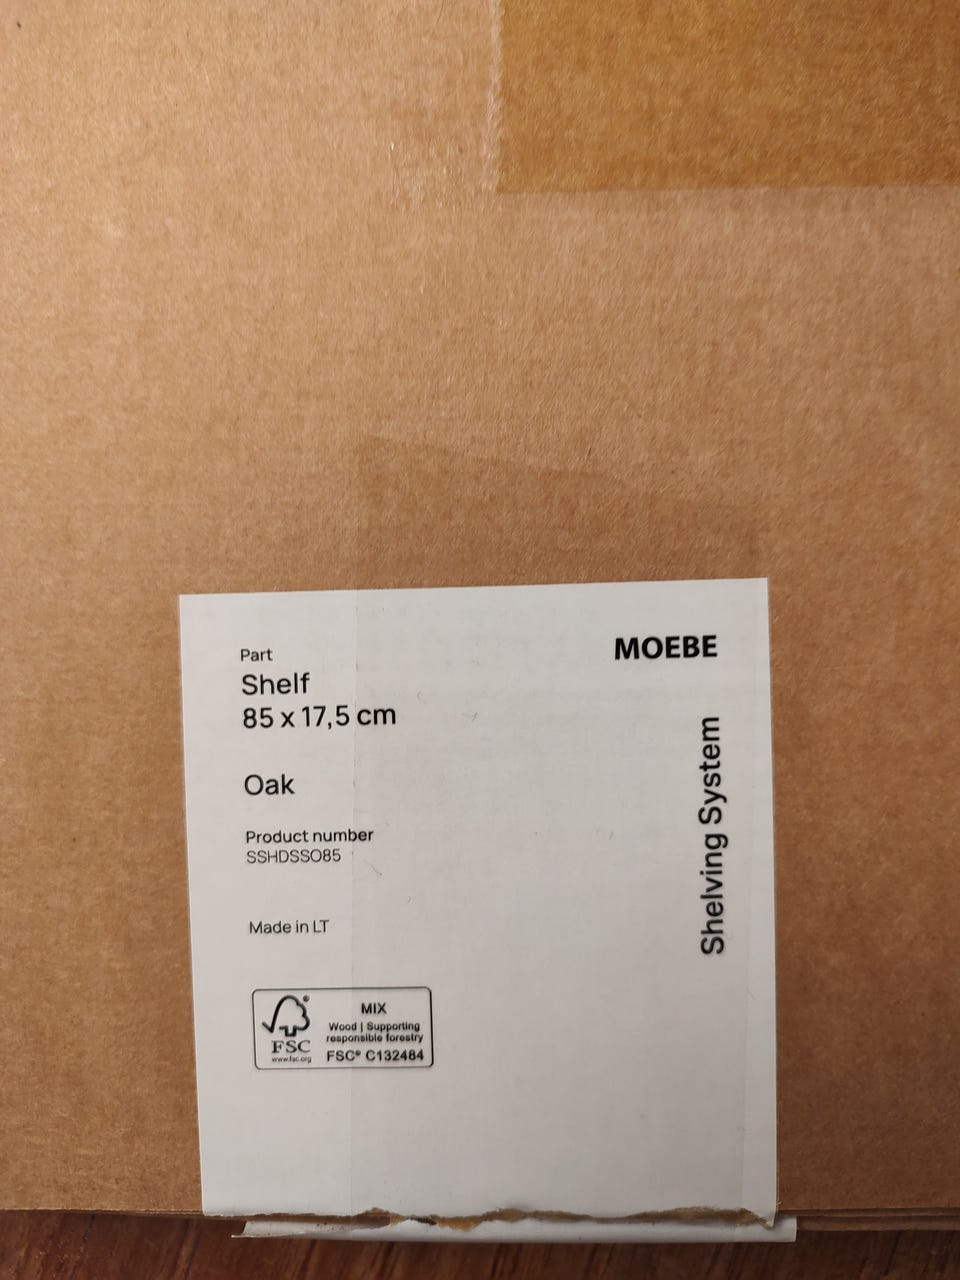 Part
Shelf
85 x 17,5 cm
Oak
Product number
SSHDSSO85
Made in LT
FSC
®
www.fsc.org
MIX
Wood | Supporting
responsible forestry
FSC® C132484
MOEBE
Shelving System